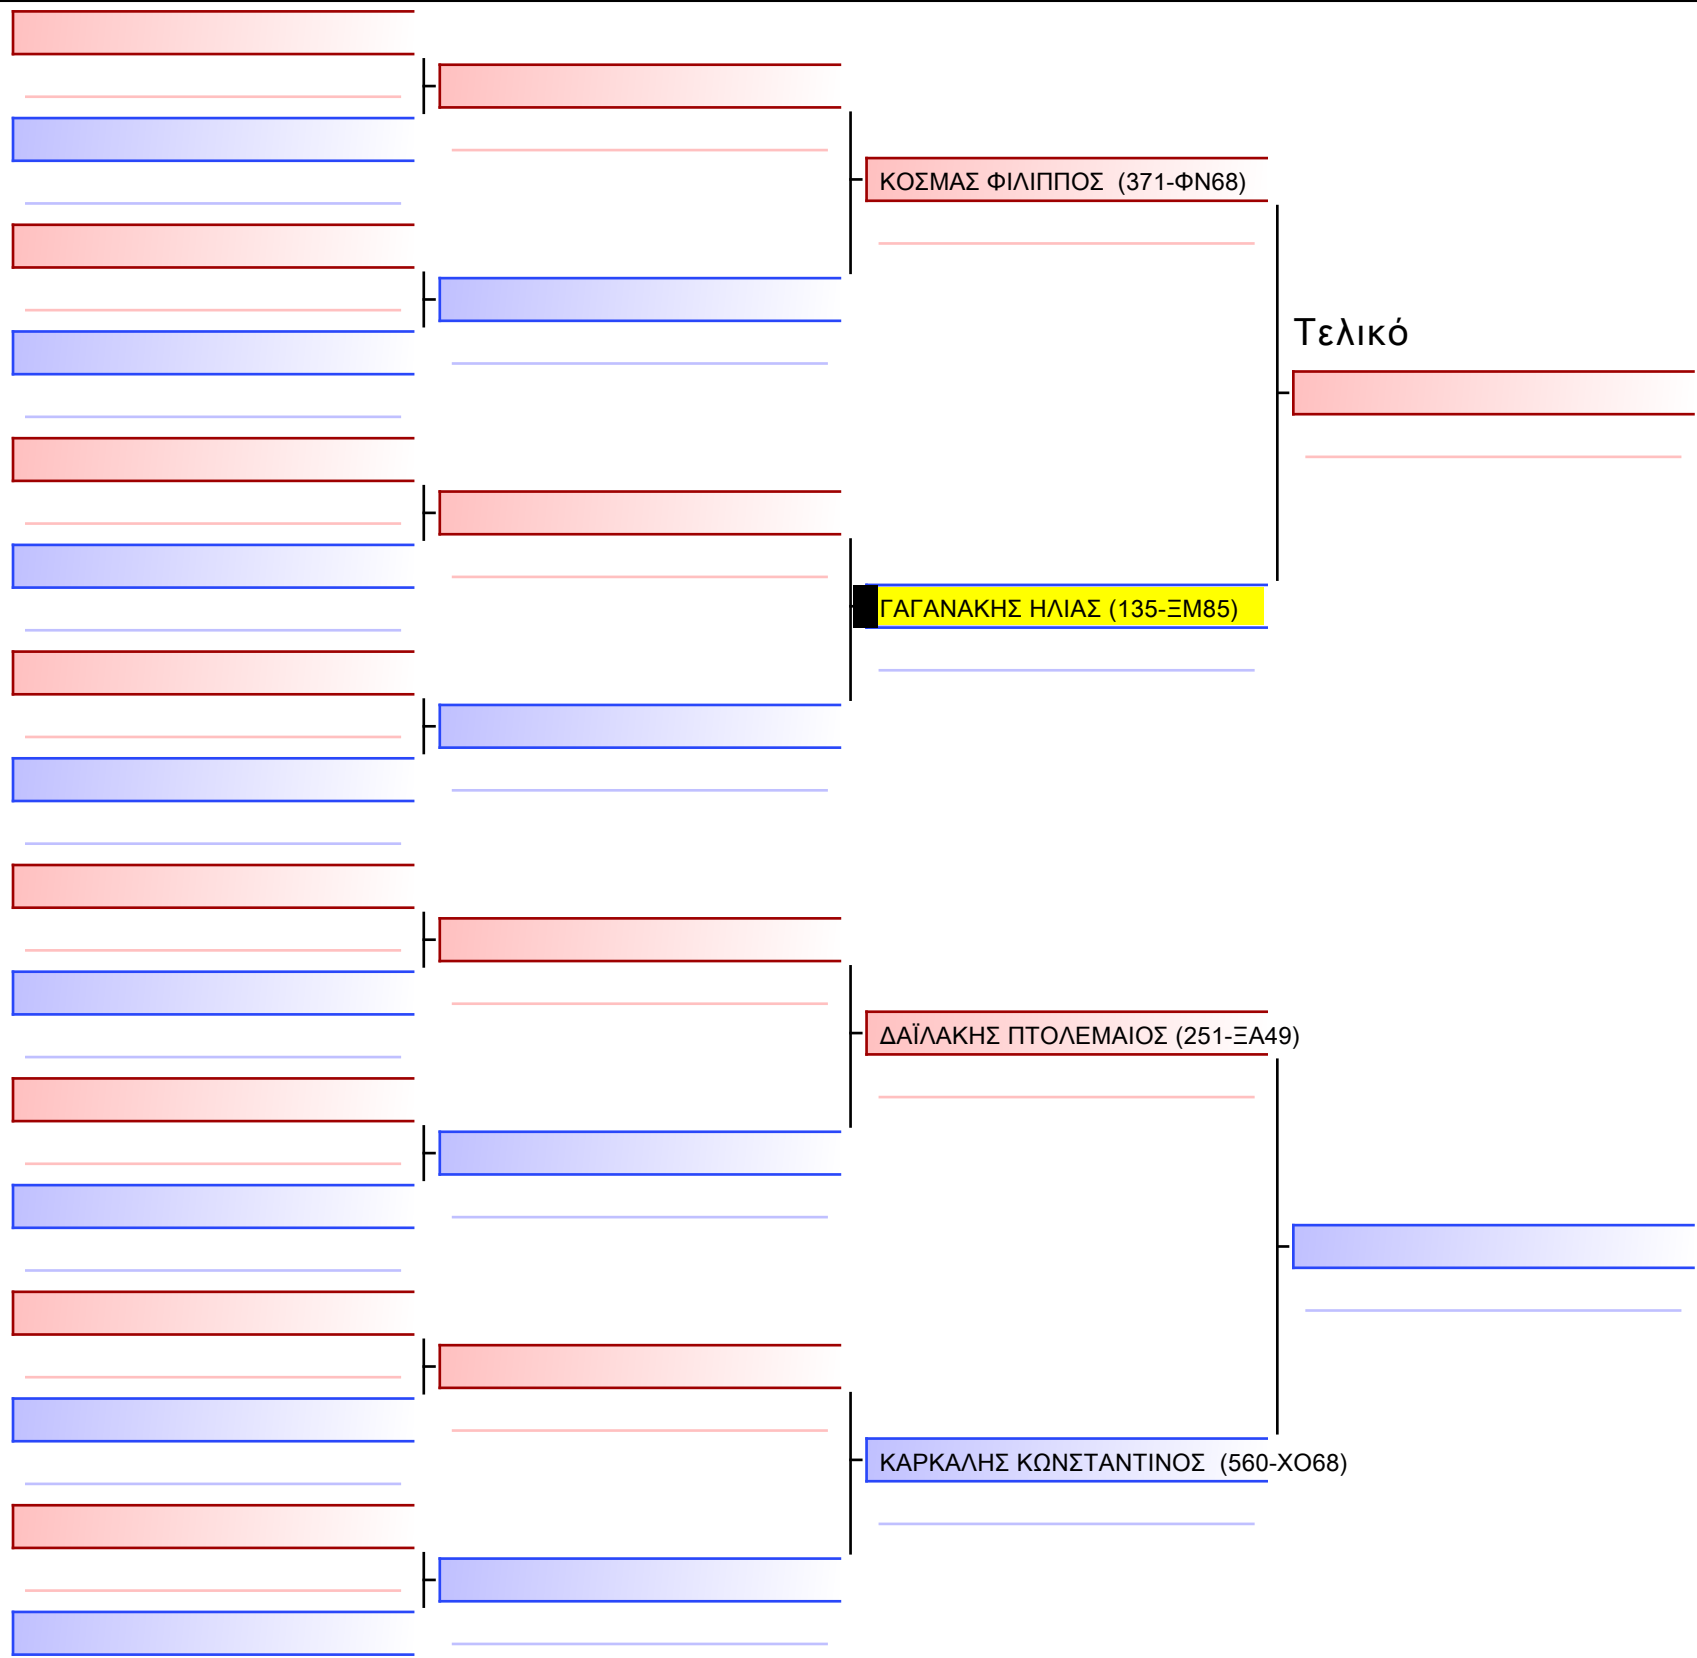 ΚΟΣΜΑΣ ΦΙΛΙΠΠΟΣ (371-ΦΝ68)
Τελικό
ΓΑΓΑΝΑΚΗΣ ΗΛΙΑΣ (135-ΞΜ85)
ΔΑΪΛΑΚΗΣ ΠΤΟΛΕΜΑΙΟΣ (251-ΞΑ49)
ΚΑΡΚΑΛΗΣ ΚΩΝΣΤΑΝΤΙΝΟΣ (560-ΧΟ68)